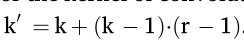 k′ = k + (k − 1)·(r − 1).